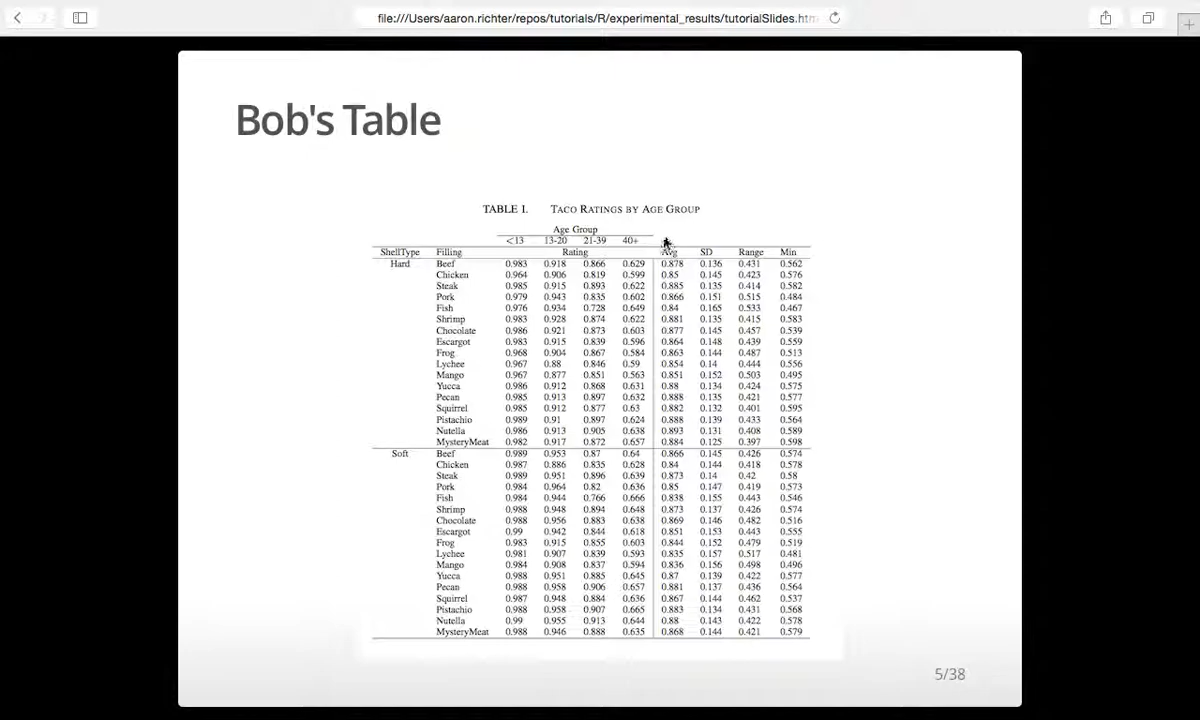 file:///Users/aaron.richter/repos/tutorials/R/experimental_results/tutorialSlides.htm
Bob's Table
TABLE I. TACO RATINGS BY AGE GROUP
Age Group
<13 13-20 21-39 40+
ShellType Filling Rating Avg SD Range Min
Hard Beef 0.983 0.918 0.866 0.629 0.878 0.136 0.431 0.562
Chicken 0.964 0.906 0.819 0.599 0.85 0.145 0.423 0.576
Steak 0.985 0.915 0.893 0.622 0.885 0.135 0.414 0.582
Pork 0.979 0.943 0.835 0.602 0.866 0.151 0.515 0.484
Fish 0.976 0.934 0.728 0.649 0.84 0.165 0.533 0.467
Shrimp 0.983 0.928 0.874 0.622 0.881 0.135 0.415 0.583
Chocolate 0.986 0.921 0.873 0.603 0.877 0.145 0.457 0.539
Escargot 0.983 0.915 0.839 0.596 0.864 0.148 0.439 0.559
Frog 0.968 0.904 0.867 0.584 0.863 0.144 0.487 0.513
Lychee 0.967 0.88 0.846 0.59 0.854 0.14 0.444 0.556
Mango 0.967 0.877 0.851 0.563 0.851 0.152 0.503 0.495
Yucca 0.986 0.912 0.868 0.631 0.88 0.134 0.424 0.575
Pecan 0.985 0.913 0.897 0.632 0.888 0.135 0.421 0.577
Squirrel 0.985 0.912 0.877 0.63 0.882 0.132 0.401 0.595
Pistachio 0.989 0.91 0.897 0.624 0.888 0.139 0.433 0.564
Nutella 0.986 0.913 0.905 0.638 0.893 0.131 0.408 0.589
MysteryMeat 0.982 0.917 0.872 0.657 0.884 0.125 0.397 0.598
Soft Beef 0.989 0.953 0.87 0.64 0.866 0.145 0.426 0.574
Chicken 0.987 0.886 0.835 0.628 0.84 0.144 0.418 0.578
Steak 0.989 0.951 0.896 0.639 0.873 0.14 0.42 0.58
Pork 0.984 0.964 0.82 0.636 0.85 0.147 0.419 0.573
Fish 0.984 0.944 0.766 0.666 0.838 0.155 0.443 0.546
Shrimp 0.988 0.948 0.894 0.648 0.873 0.137 0.426 0.574
Chocolate 0.988 0.956 0.883 0.638 0.869 0.146 0.482 0.516
Escargot 0.99 0.942 0.844 0.618 0.851 0.153 0.443 0.555
Frog 0.983 0.915 0.855 0.603 0.844 0.152 0.479 0.519
Lychee 0.981 0.907 0.839 0.593 0.835 0.157 0.517 0.481
Mango 0.984 0.908 0.837 0.594 0.836 0.156 0.498 0.496
Yucca 0.988 0.951 0.885 0.645 0.87 0.139 0.422 0.577
Pecan 0.988 0.958 0.906 0.657 0.881 0.137 0.436 0.564
Squirrel 0.987 0.948 0.884 0.636 0.867 0.144 0.462 0.537
Pistachio 0.988 0.958 0.907 0.665 0.883 0.134 0.431 0.568
Nutella 0.99 0.955 0.913 0.644 0.88 0.143 0.422 0.578
MysteryMeat 0.988 0.946 0.888 0.635 0.868 0.144 0.421 0.579
5/38